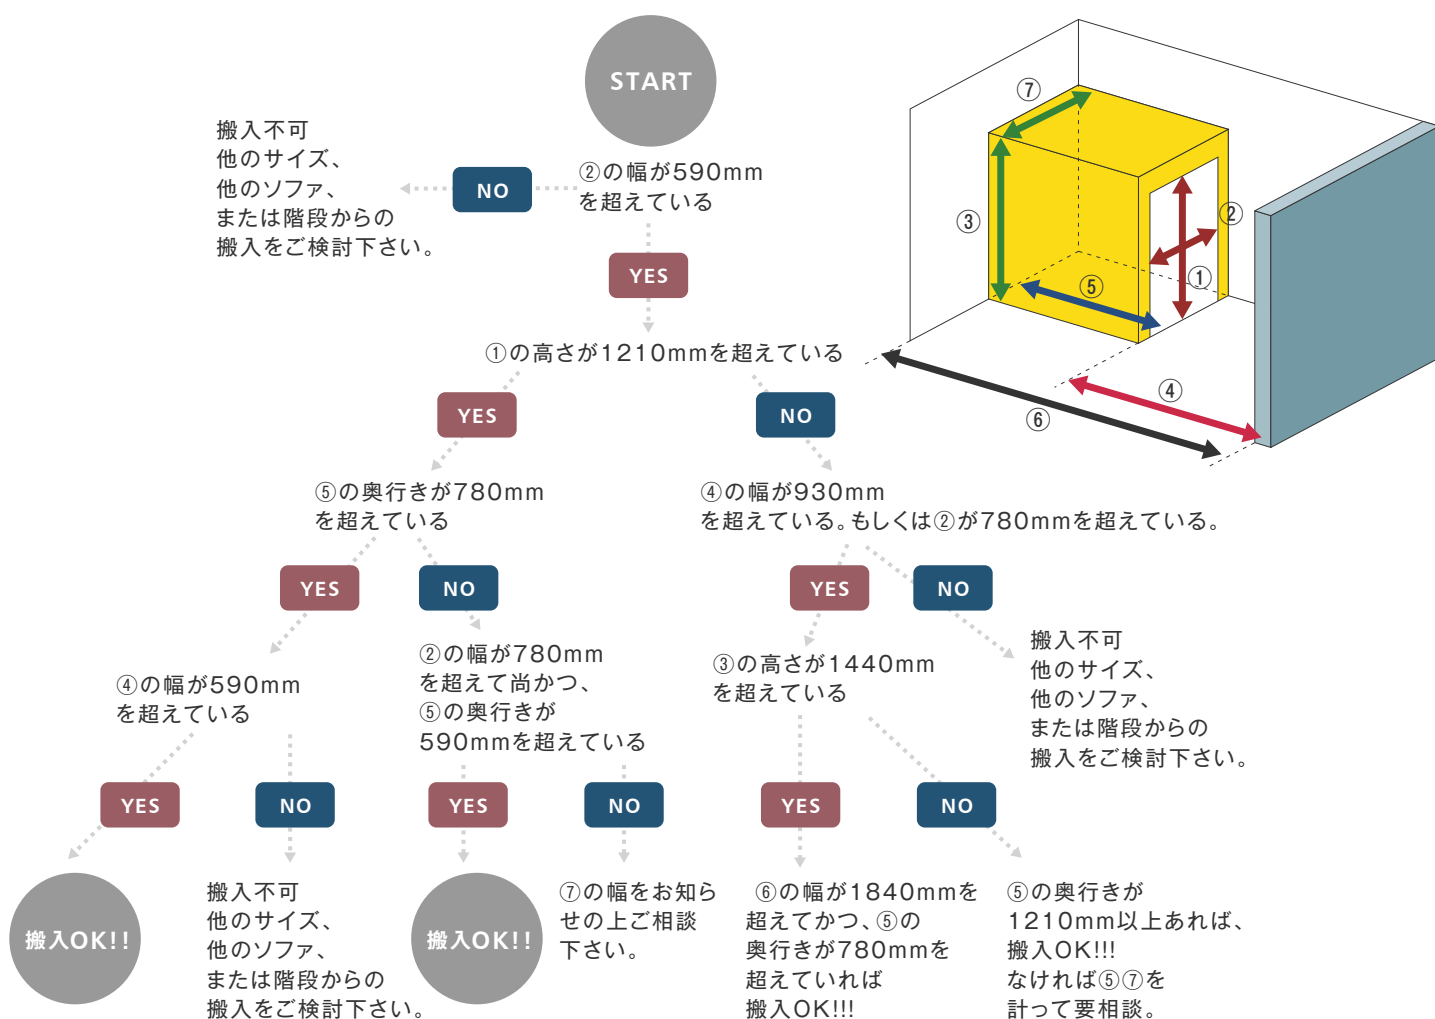 START
②の幅が590mm
を超えている
NO
搬入不可
他のサイズ、
他のソファ、
または階段からの
搬入をご検討下さい。
YES
①の高さが1210mmを超えている
YES
NO
⑤の奥行きが780mm
を超えている
④の幅が930mm
を超えている。もしくは②が780mmを超えている。
YES
NO
YES
NO
④の幅が590mm
を超えている
②の幅が780mm
を超えて尚かつ、
⑤の奥行きが
590mmを超えている
③の高さが1440mm
を超えている
搬入不可
他のサイズ、
他のソファ、
または階段からの
搬入をご検討下さい。
YES
NO
YES
NO
YES
NO
搬入OK!!
搬入不可
他のサイズ、
他のソファ、
または階段からの
搬入をご検討下さい。
搬入OK!!
⑦の幅をお知ら
せの上ご相談
下さい。
⑥の幅が1840mmを
超えてかつ、⑤の
奥行きが780mmを
超えていれば
搬入OK!!!
⑤の奥行きが
1210mm以上あれば、
搬入OK!!!
なければ⑤⑦を
計って要相談。
⑦
③
②
①
⑤
④
⑥